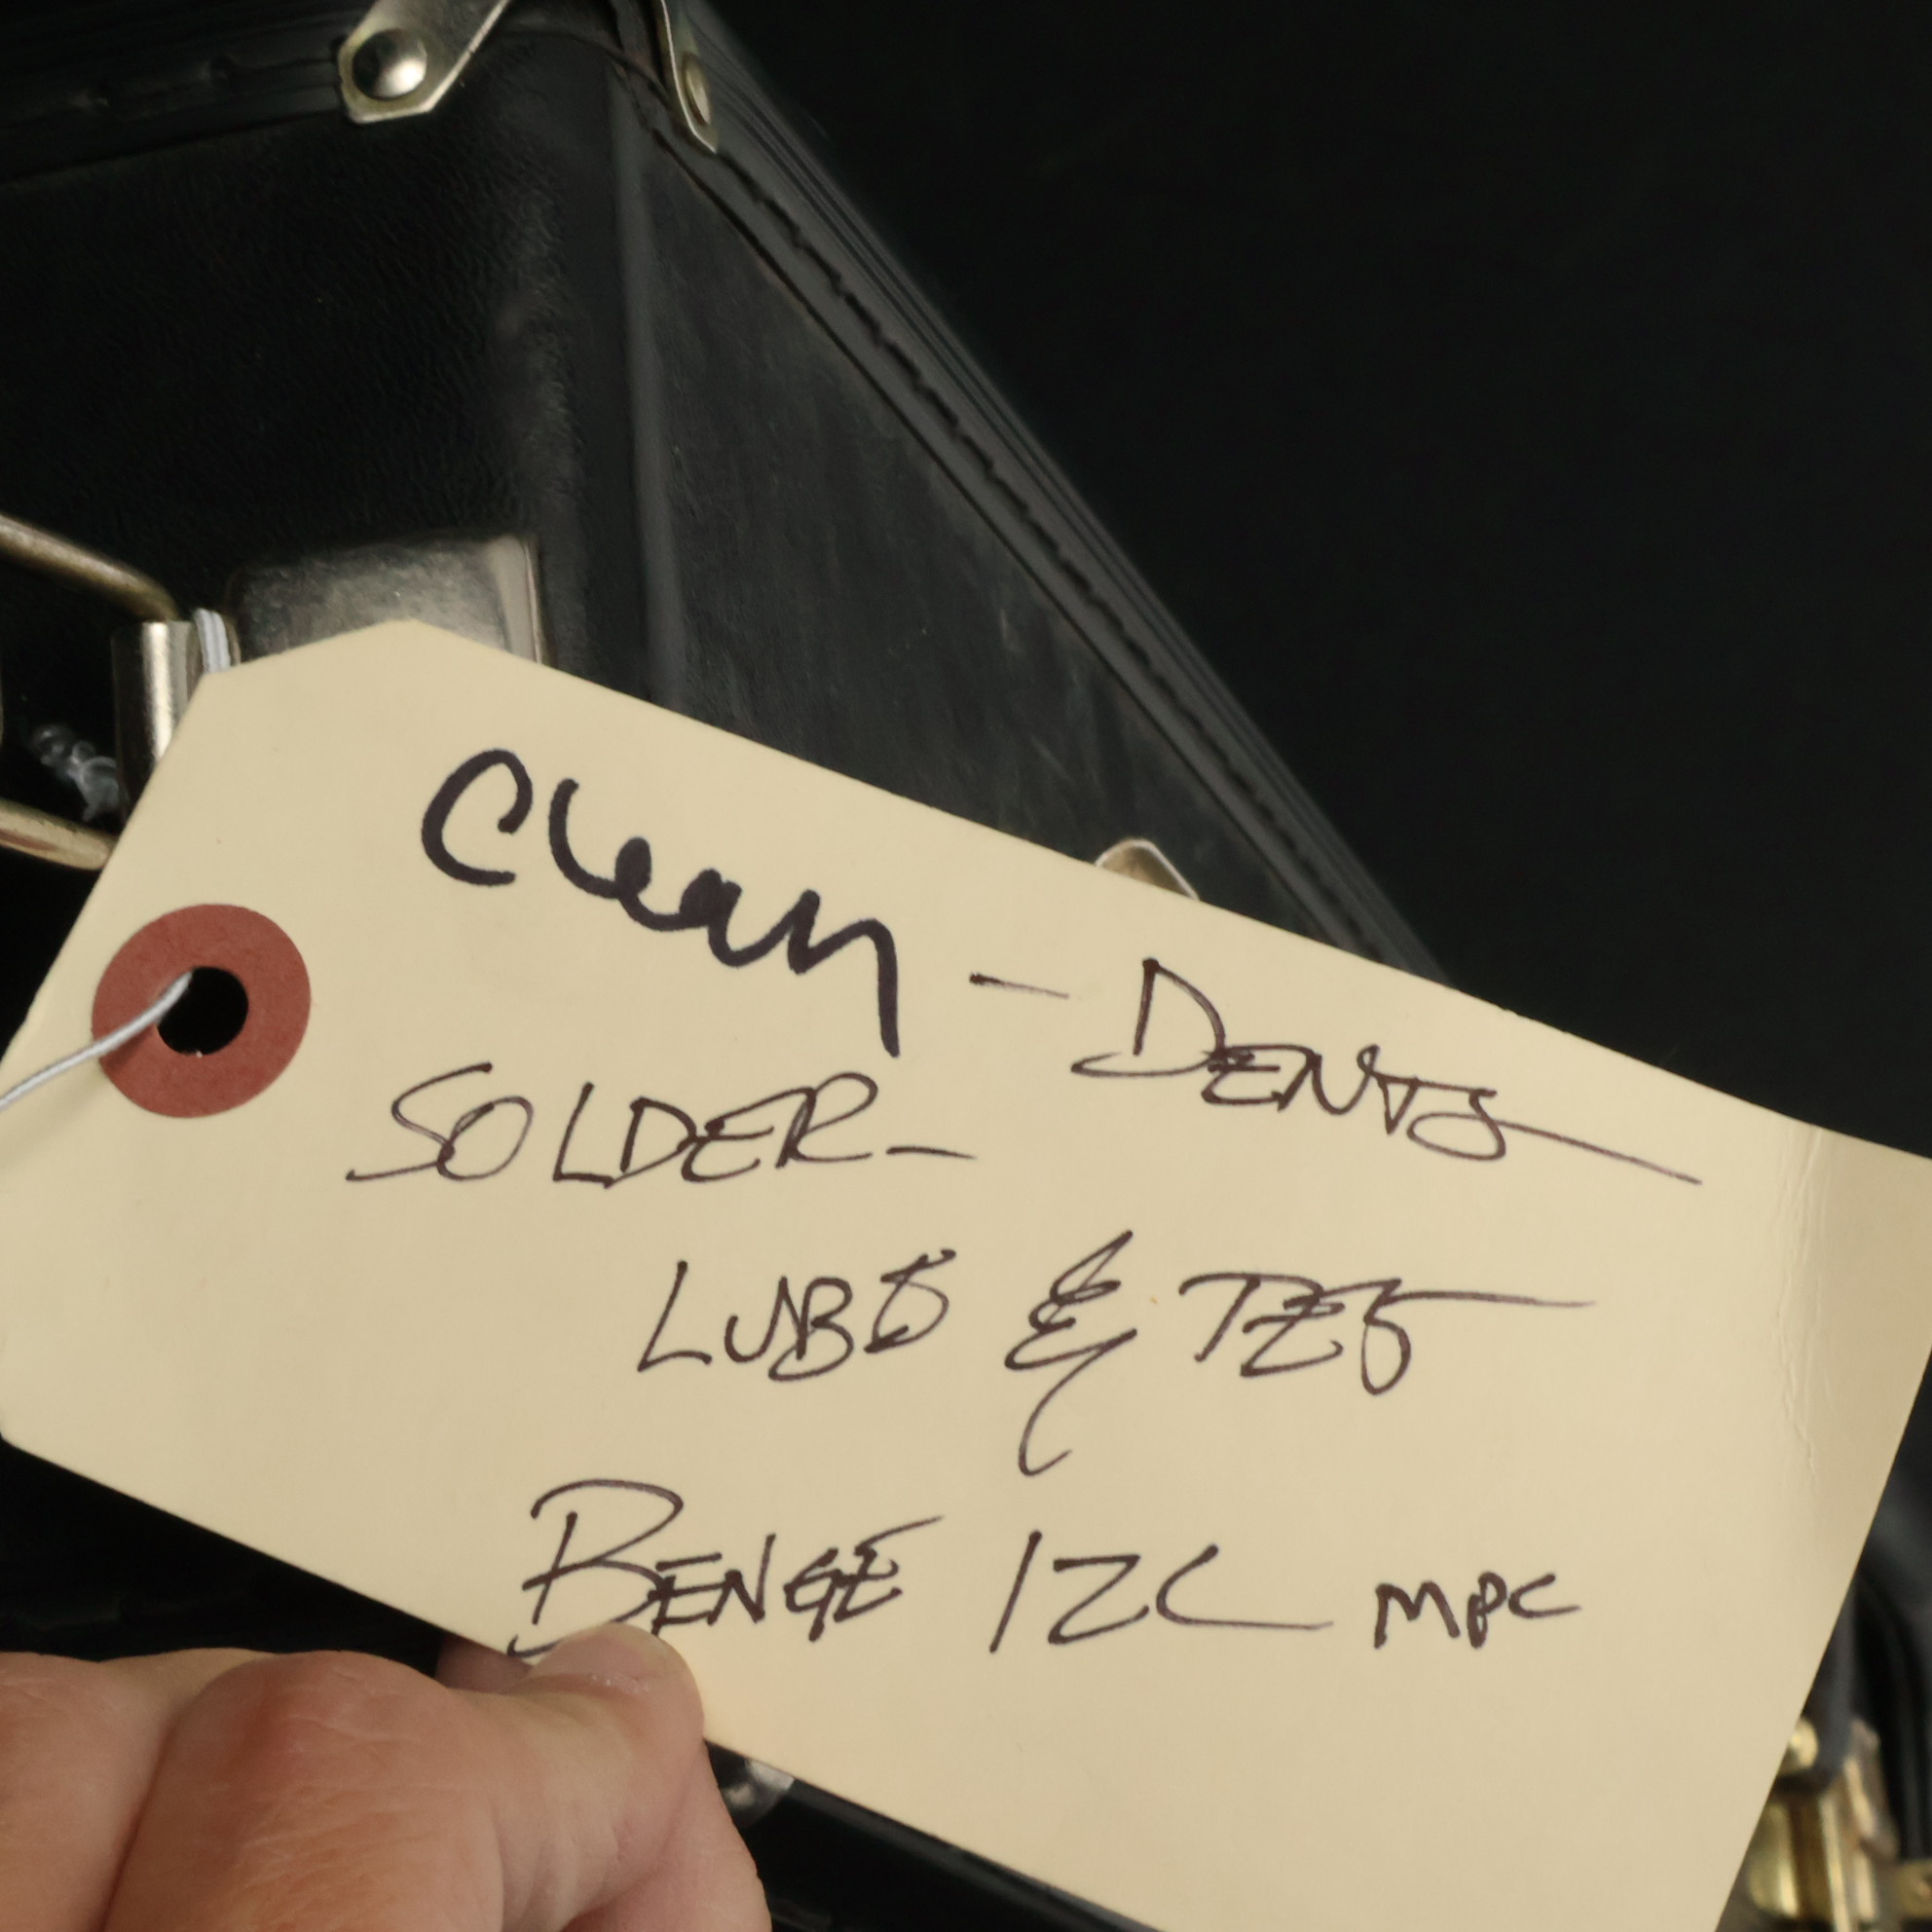 Clean - DENTS
SOLDER -
LUBE & TEST
BENGE 12C MPC